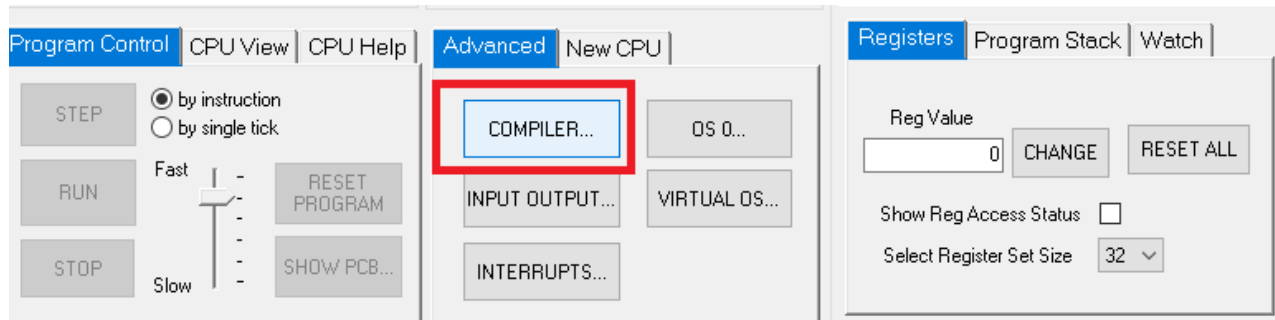 Program Control CPU View CPU Help
STEP
by instruction
by single tick
RUN
Fast
Slow
RESET
PROGRAM
STOP
SHOW PCB...
Advanced New CPU
COMPILER... OS 0...
INPUT OUTPUT... VIRTUAL OS...
INTERRUPTS...
Registers Program Stack Watch
Reg Value
0 CHANGE RESET ALL
Show Reg Access Status
Select Register Set Size 32